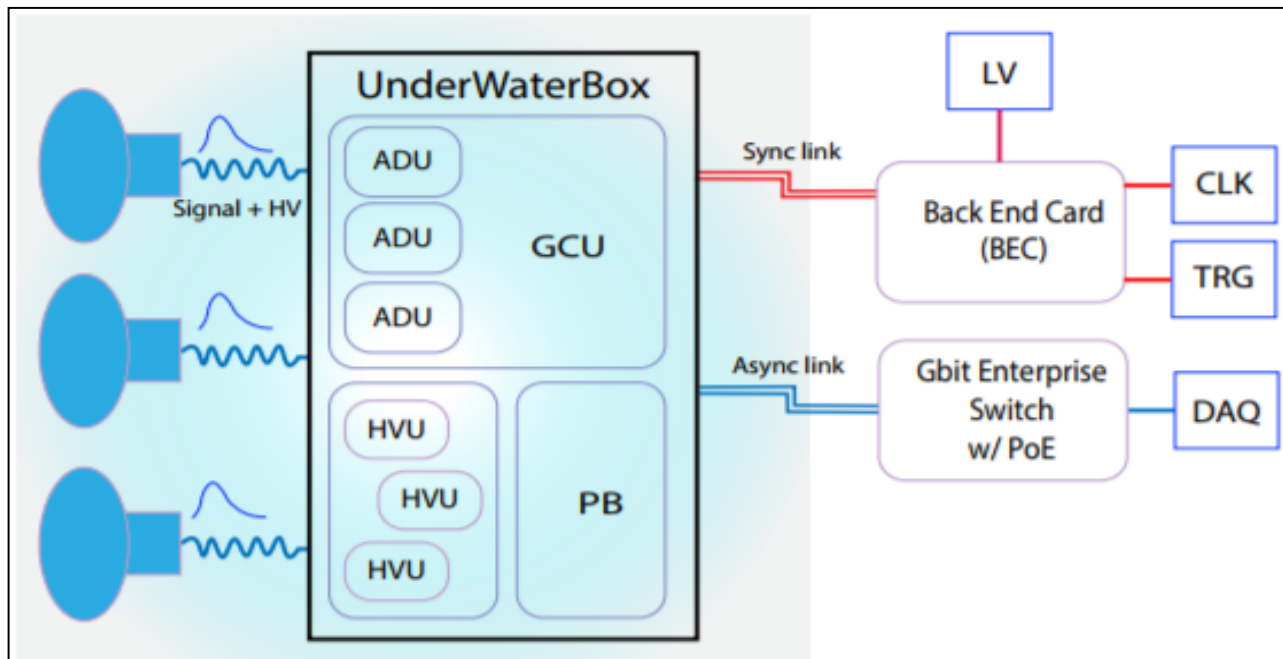 UnderWaterBox
ADU
ADU
ADU
GCU
HVU
HVU
HVU
PB
Signal + HV
Sync link
Async link
LV
Back End Card
(BEC)
CLK
TRG
Gbit Enterprise
Switch
w/ PoE
DAQ